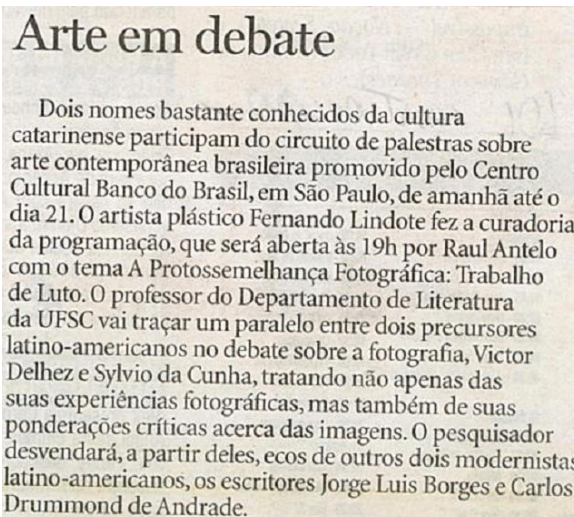 Arte em debate
Dois nomes bastante conhecidos da cultura
catarinense participam do circuito de palestras sobre
arte contemporânea brasileira promovido pelo Centro
Cultural Banco do Brasil, em São Paulo, de amanhã até o
dia 21. O artista plástico Fernando Lindote fez a curadoria
da programação, que será aberta às 19h por Raul Antelo
com o tema A Protossemelhança Fotográfica: Trabalho
de Luto. O professor do Departamento de Literatura
da UFSC vai traçar um paralelo entre dois precursores
latino-americanos no debate sobre a fotografia, Victor
Delhez e Sylvio da Cunha, tratando não apenas das
suas experiências fotográficas, mas também de suas
ponderações críticas acerca das imagens. O pesquisador
desvendará, a partir deles, ecos de outros dois modernistas
latino-americanos, os escritores Jorge Luis Borges e Carlos
Drummond de Andrade.